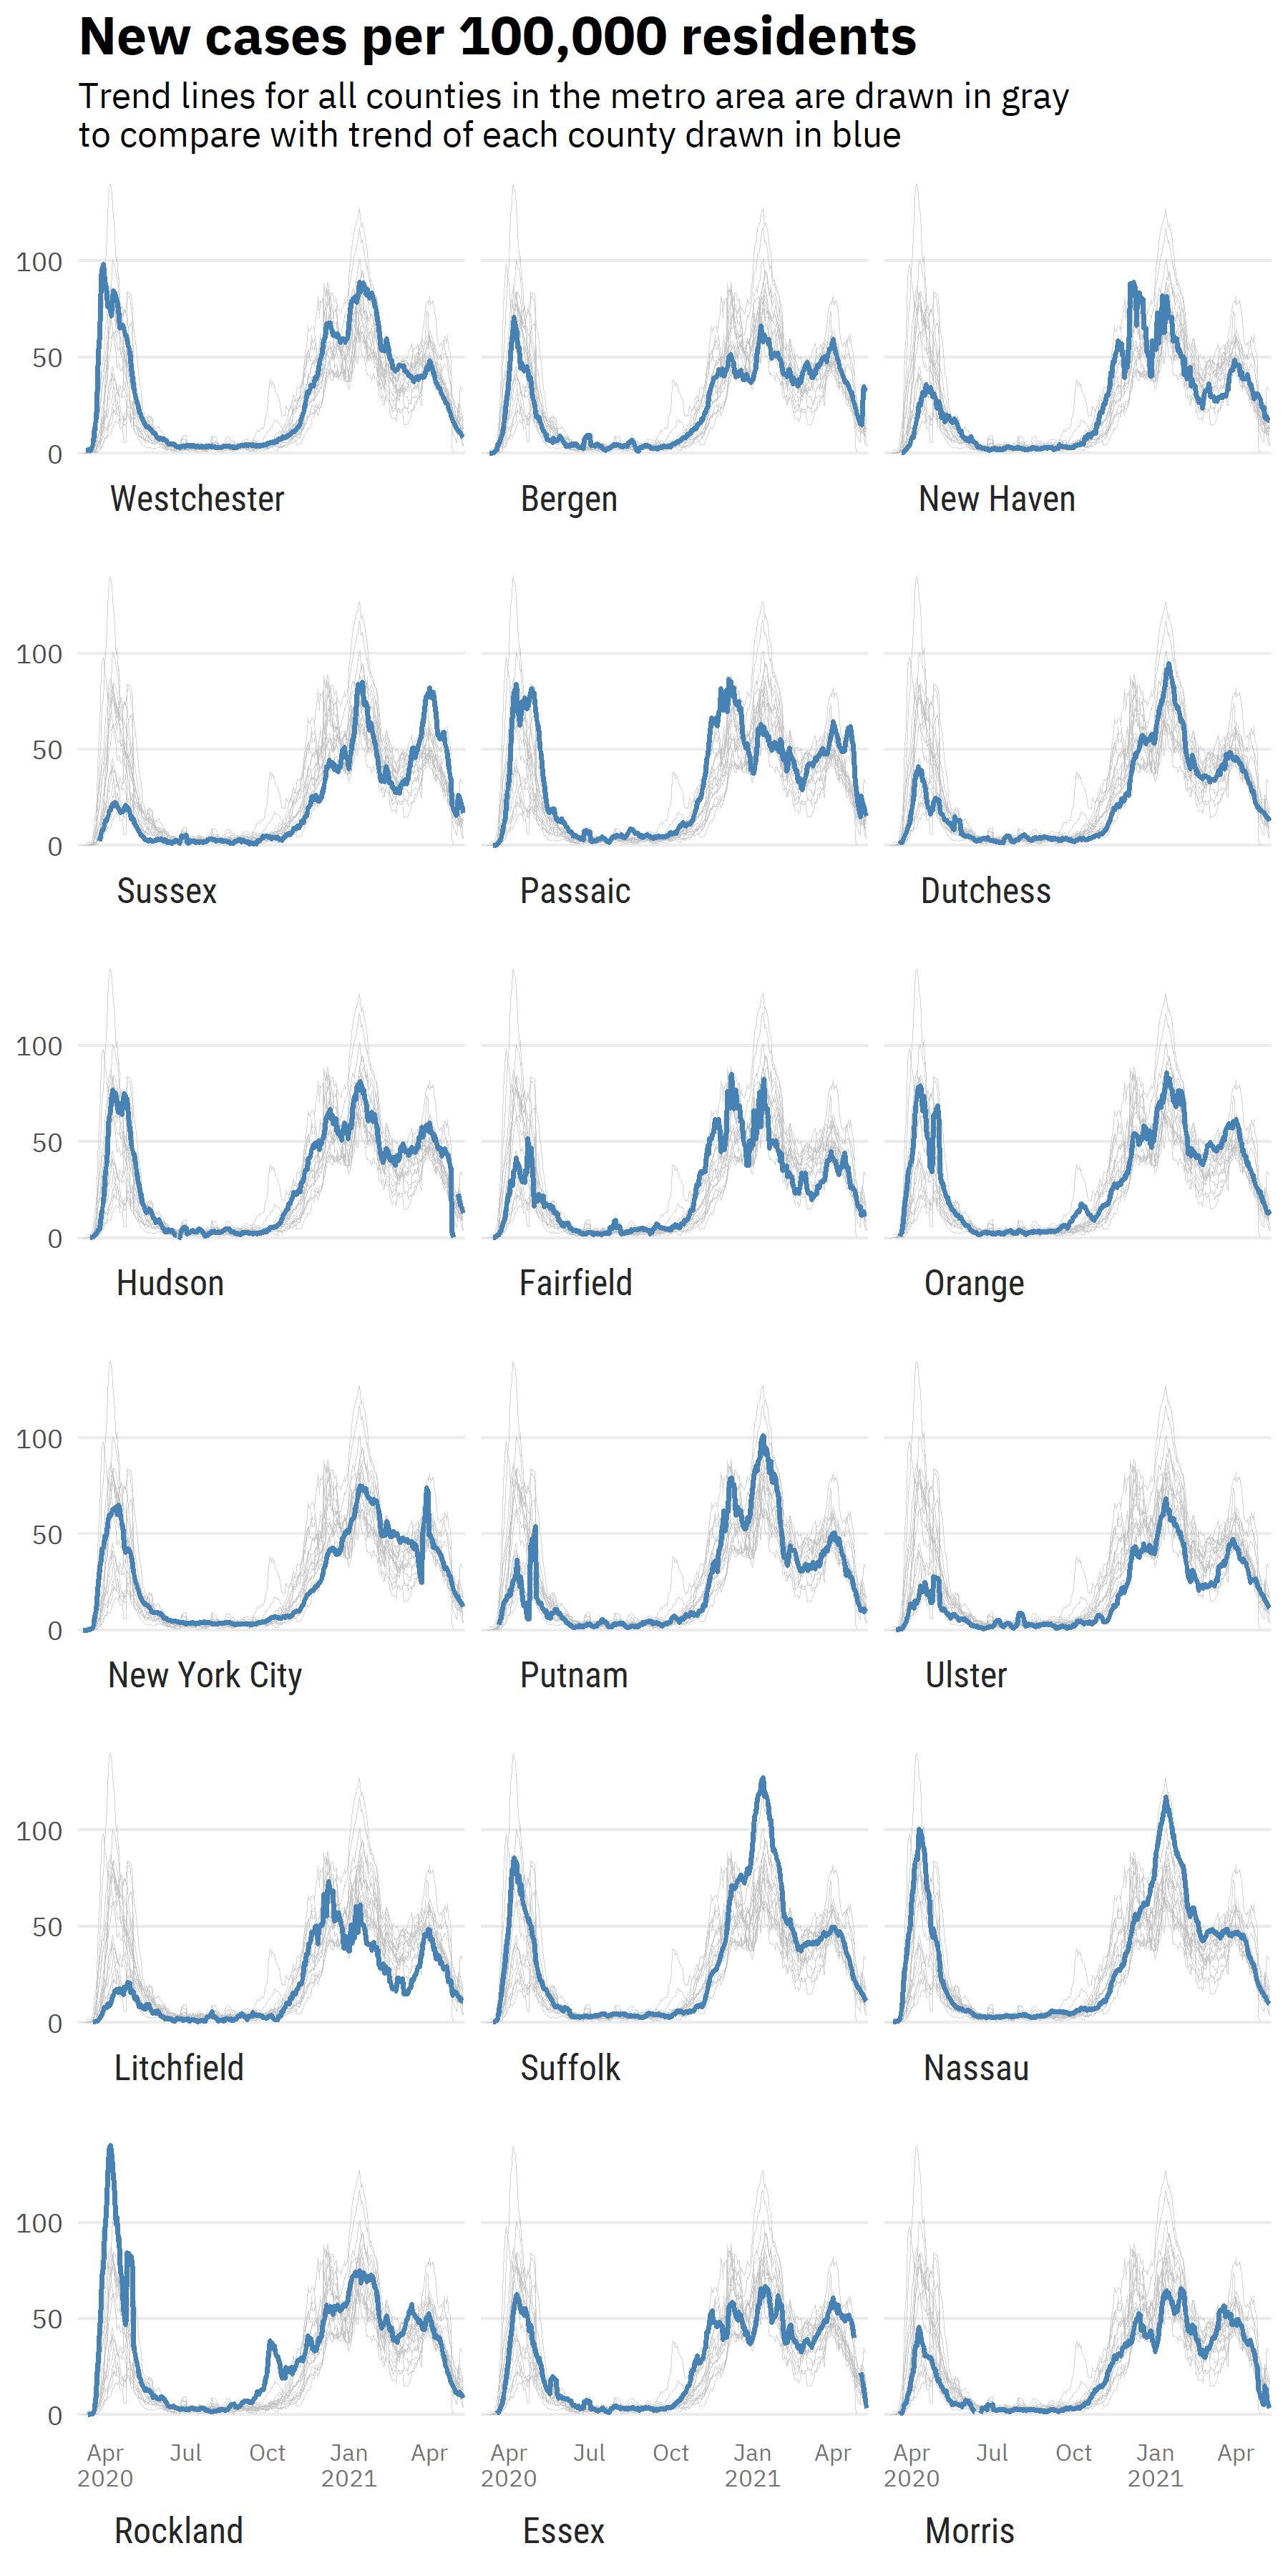 New cases per 100,000 residents
Trend lines for all counties in the metro area are drawn in gray
to compare with trend of each county drawn in blue
100
50
0
Westchester Bergen New Haven
100
50
0
Sussex Passaic Dutchess
100
50
0
Hudson Fairfield Orange
100
50
0
New York City Putnam Ulster
100
50
0
Litchfield Suffolk Nassau
100
50
0
Apr Jul Oct Jan Apr Apr Jul Oct Jan Apr Apr Jul Oct Jan Apr
2020 2021 2020 2021 2020 2021
Rockland Essex Morris